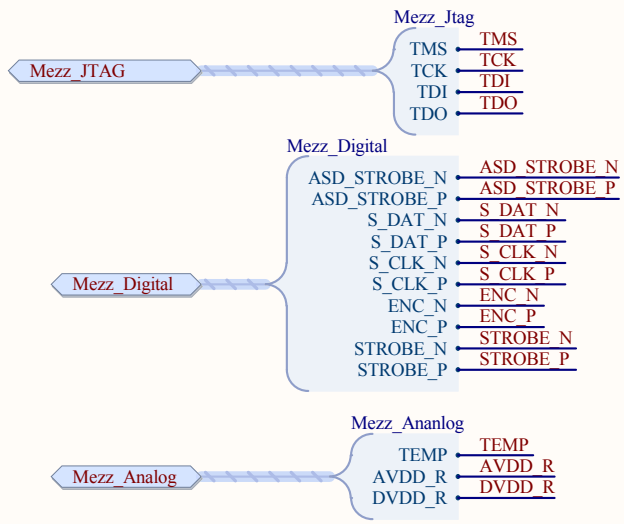 Mezz_Jtag
Mezz_JTAG
TMS TMS
TCK TCK
TDI TDI
TDO TDO
Mezz_Digital
Mezz_Digital
ASD_STROBE_N ASD_STROBE_N
ASD_STROBE_P ASD_STROBE_P
S_DAT_N S_DAT_N
S_DAT_P S_DAT_P
S_CLK_N S_CLK_N
S_CLK_P S_CLK_P
ENC_N ENC_N
ENC_P ENC_P
STROBE_N STROBE_N
STROBE_P STROBE_P
Mezz_Ananlog
Mezz_Analog
TEMP TEMP
AVDD_R AVDD_R
DVDD_R DVDD_R